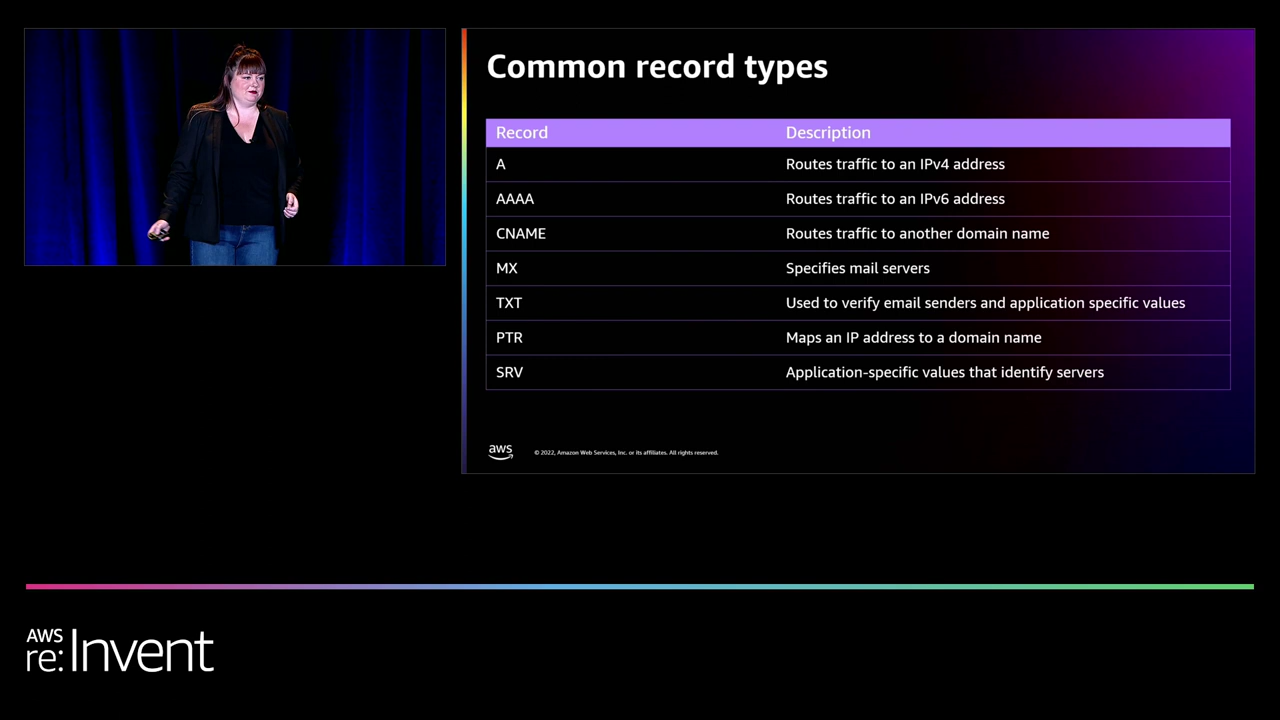 Common record types
Record Description
A Routes traffic to an IPv4 address
AAAA Routes traffic to an IPv6 address
CNAME Routes traffic to another domain name
MX Specifies mail servers
TXT Used to verify email senders and application specific values
PTR Maps an IP address to a domain name
SRV Application-specific values that identify servers
aws © 2022, Amazon Web Services, Inc. or its affiliates. All rights reserved.
AWS
re:Invent